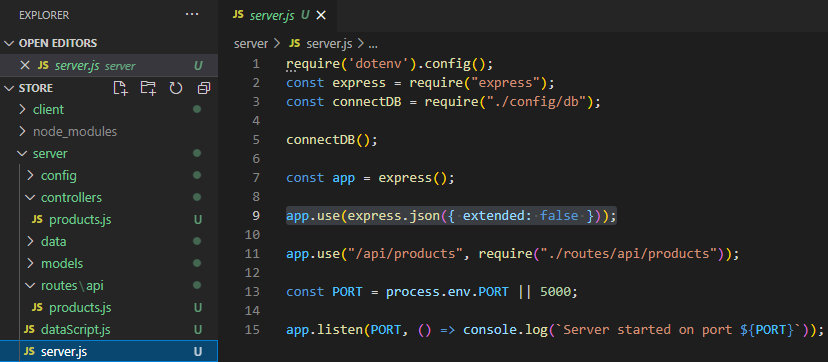 EXPLORER
OPEN EDITORS
JS server.js server U
STORE
client
node_modules
server
config
controllers
JS products.js U
data
models
routes\api
JS products.js U
JS dataScript.js U
JS server.js U
JS server.js U
server > JS server.js > ...
1 require('dotenv').config();
2 const express = require("express");
3 const connectDB = require("./config/db");
4
5 connectDB();
6
7 const app = express();
8
9 app.use(express.json({ extended: false }));
10
11 app.use("/api/products", require("./routes/api/products"));
12
13 const PORT = process.env.PORT || 5000;
14
15 app.listen(PORT, () => console.log(`Server started on port ${PORT}`));